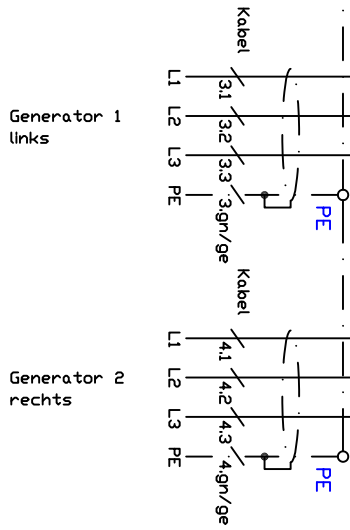 Kabel
L1
3.1
L2
3.2
L3
3.3
PE
3.gn/ge
PE
Generator 1
links
Kabel
L1
4.1
L2
4.2
L3
4.3
PE
4.gn/ge
PE
Generator 2
rechts